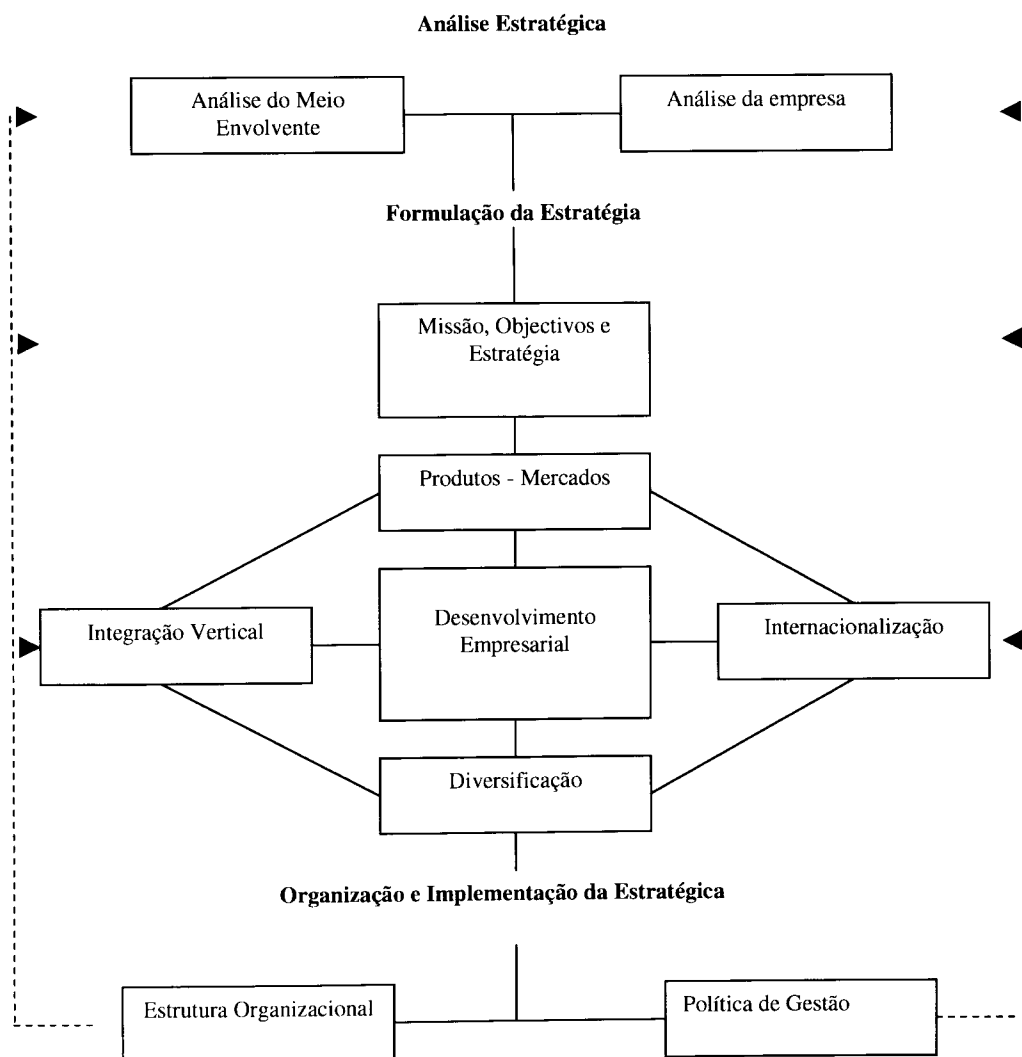 Análise Estratégica
Análise do Meio
Envolvente
Análise da empresa
Formulação da Estratégia
Missão, Objectivos e
Estratégia
Produtos - Mercados
Integração Vertical
Desenvolvimento
Empresarial
Internacionalização
Diversificação
Organização e Implementação da Estratégica
Estrutura Organizacional
Política de Gestão